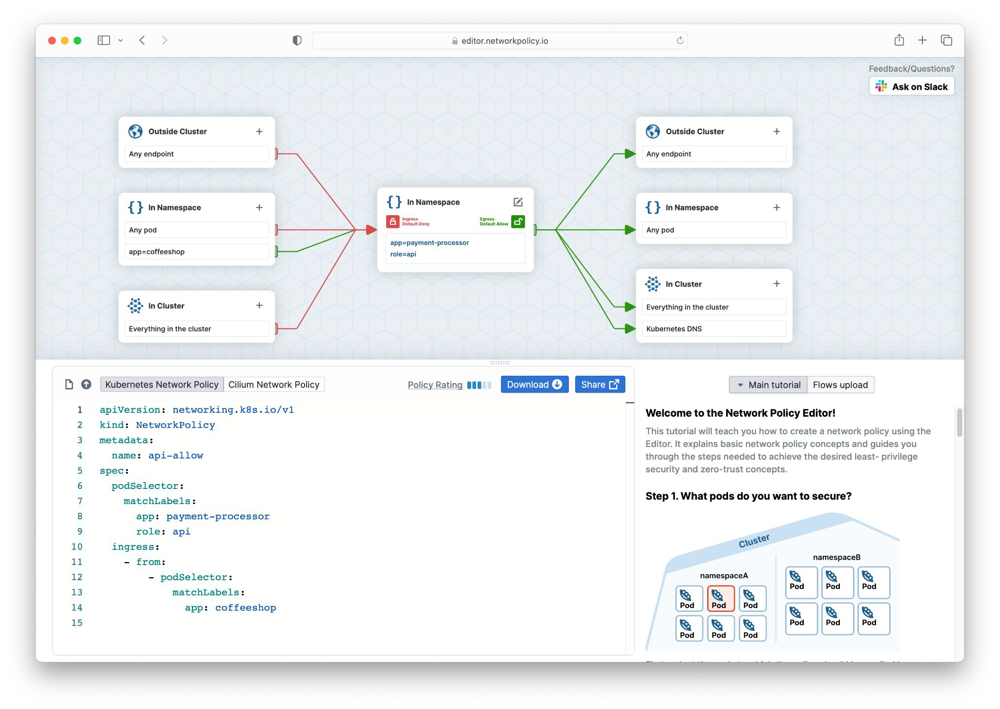 editor.networkpolicy.io
Feedback/Questions?
Ask on Slack
Outside Cluster
Any endpoint
In Namespace
Any pod
app=coffeeshop
In Cluster
Everything in the cluster
In Namespace
Ingress
Default Deny
Egress
Default Allow
app=payment-processor
role=api
Outside Cluster
Any endpoint
In Namespace
Any pod
In Cluster
Everything in the cluster
Kubernetes DNS
Kubernetes Network Policy
Cilium Network Policy
Policy Rating
Download
Share
1 apiVersion: networking.k8s.io/v1
2 kind: NetworkPolicy
3 metadata:
4   name: api-allow
5 spec:
6   podSelector:
7     matchLabels:
8       app: payment-processor
9       role: api
10   ingress:
11     - from:
12         - podSelector:
13             matchLabels:
14               app: coffeeshop
15
Main tutorial
Flows upload
Welcome to the Network Policy Editor!
This tutorial will teach you how to create a network policy using the
Editor. It explains basic network policy concepts and guides you
through the steps needed to achieve the desired least- privilege
security and zero-trust concepts.
Step 1. What pods do you want to secure?
Cluster
namespaceA
Pod Pod Pod
Pod Pod Pod
namespaceB
Pod Pod Pod
Pod Pod Pod